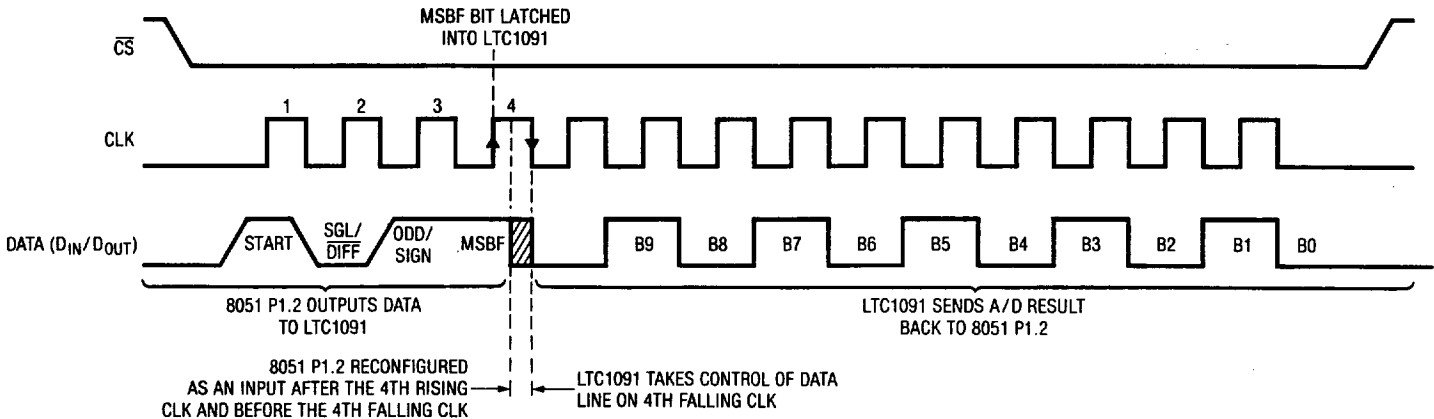 MSBF BIT LATCHED
INTO LTC1091
CS
1 2 3 4
CLK
DATA (DIN/DOUT)
START
SGL/
DIFF
ODD/
SIGN
MSBF
B9 B8 B7 B6 B5 B4 B3 B2 B1 B0
8051 P1.2 OUTPUTS DATA
TO LTC1091
LTC1091 SENDS A/D RESULT
BACK TO 8051 P1.2
8051 P1.2 RECONFIGURED
AS AN INPUT AFTER THE 4TH RISING
CLK AND BEFORE THE 4TH FALLING CLK
LTC1091 TAKES CONTROL OF DATA
LINE ON 4TH FALLING CLK